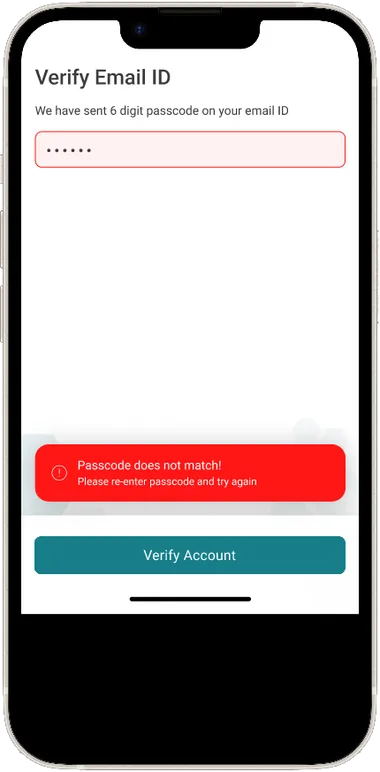 Verify Email ID
We have sent 6 digit passcode on your email ID
••••••
Passcode does not match!
Please re-enter passcode and try again
Verify Account